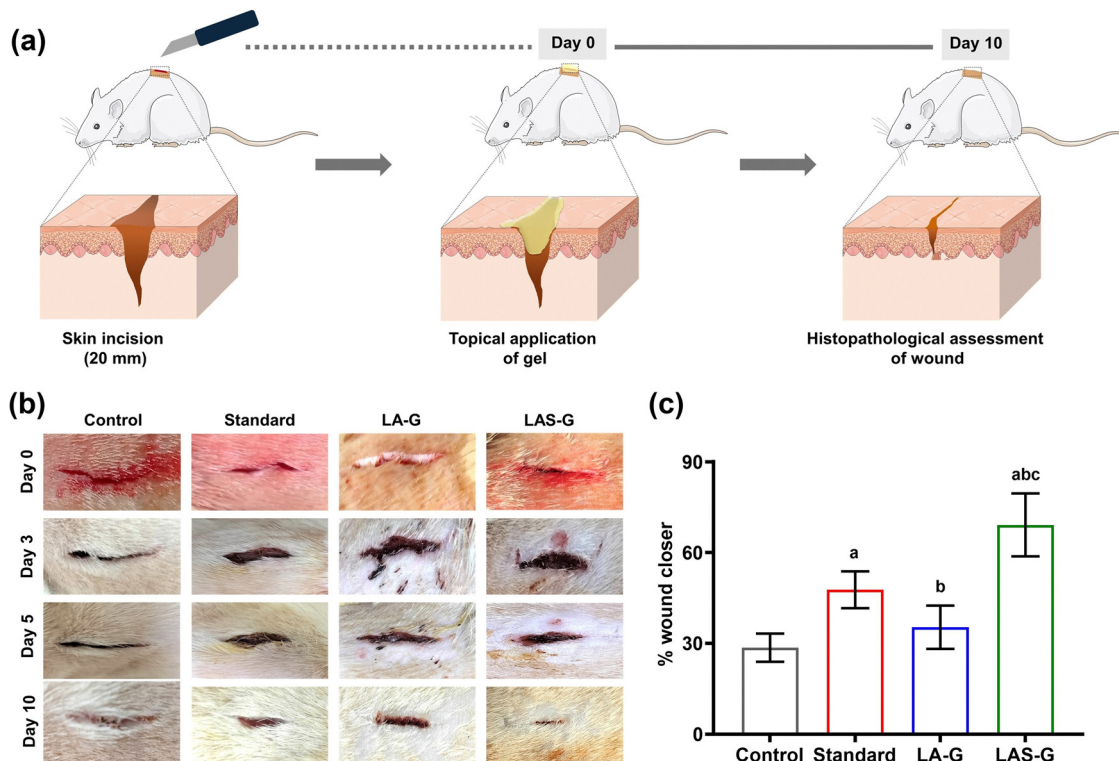 (a)
Day 0
Day 10
Skin incision
(20 mm)
Topical application
of gel
Histopathological assessment
of wound
(b)
Control
Standard
LA-G
LAS-G
Day 0
Day 3
Day 5
Day 10
(c)
% wound closer
90
60
30
0
a
b
abc
Control
Standard
LA-G
LAS-G